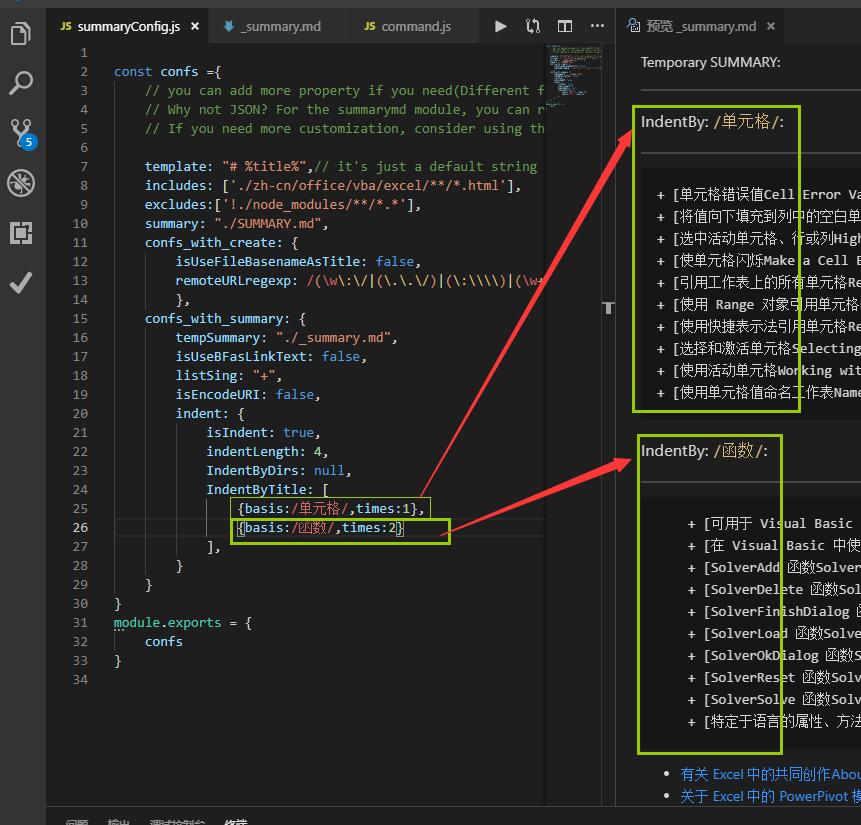 JS summaryConfig.js ×
_summary.md
JS command.js
预览 _summary.md ×
5
1
2 const confs ={
3 // you can add more property if you need(Different f
4 // Why not JSON? For the summarymd module, you can r
5 // If you need more customization, consider using th
6
7 template: "# %title%",// it's just a default string
8 includes: ['./zh-cn/office/vba/excel/**/*.html'],
9 excludes:['!./node_modules/**/*.*'],
10 summary: "./SUMMARY.md",
11 confs_with_create: {
12 isUseFileBasenameAsTitle: false,
13 remoteURLregexp: /(\w\:\/|(\.\.\/)|(\:\\\\)|(\w+
14 },
15 confs_with_summary: {
16 tempSummary: "./_summary.md",
17 isUseBFasLinkText: false,
18 listSing: "+",
19 isEncodeURI: false,
20 indent: {
21 isIndent: true,
22 indentLength: 4,
23 IndentByDirs: null,
24 IndentByTitle: [
25 {basis:/单元格/,times:1},
26 {basis:/函数/,times:2}
27 ],
28 }
29 }
30 }
31 module.exports = {
32 confs
33 }
34
Temporary SUMMARY:
IndentBy: /单元格/:
+ [单元格错误值Cell Error Va
+ [将值向下填充到列中的空白单
+ [选中活动单元格、行或列High
+ [使单元格闪烁Make a Cell B
+ [引用工作表上的所有单元格Re
+ [使用 Range 对象引用单元格
+ [使用快捷表示法引用单元格Re
+ [选择和激活单元格Selecting
+ [使用活动单元格Working wit
+ [使用单元格值命名工作表Name
IndentBy: /函数/:
+ [可用于 Visual Basic
+ [在 Visual Basic 中使
+ [SolverAdd 函数Solver
+ [SolverDelete 函数Sol
+ [SolverFinishDialog
+ [SolverLoad 函数Solve
+ [SolverOkDialog 函数S
+ [SolverReset 函数Solv
+ [SolverSolve 函数Solv
+ [特定于语言的属性、方法
• 有关 Excel 中的共同创作Abou
• 关于 Excel 中的 PowerPivot 模
问题 输出 调试控制台 终端